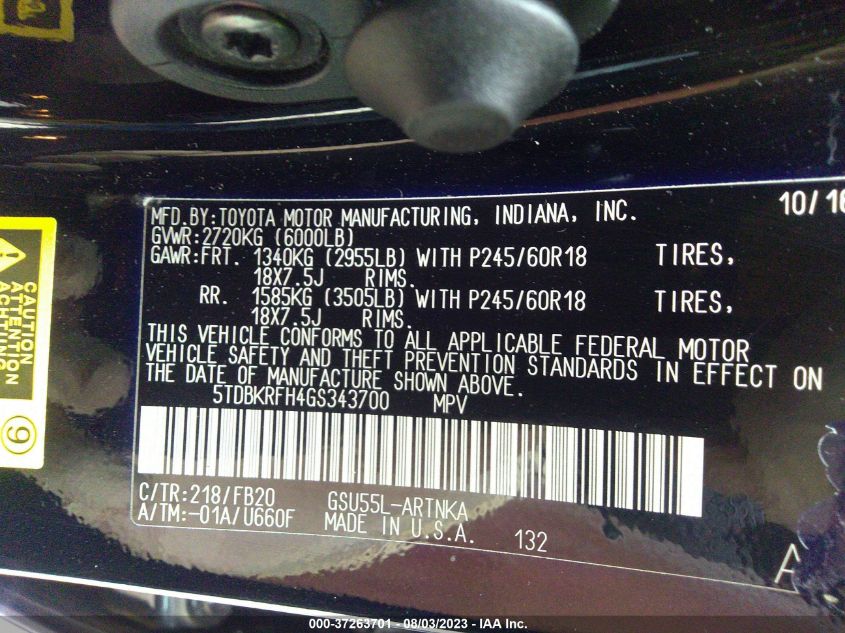 MFD.BY:TOYOTA MOTOR MANUFACTURING, INDIANA, INC. 10/16
GVWR:2720KG (6000LB)
GAWR:FRT. 1340KG (2955LB) WITH P245/60R18 TIRES,
18X7.5J RIMS.
RR. 1585KG (3505LB) WITH P245/60R18 TIRES,
18X7.5J RIMS.
THIS VEHICLE CONFORMS TO ALL APPLICABLE FEDERAL MOTOR
VEHICLE SAFETY AND THEFT PREVENTION STANDARDS IN EFFECT ON
THE DATE OF MANUFACTURE SHOWN ABOVE.
5TDBKRFH4GS343700 MPV
C/TR:218/FB20 GSU55L-ARTNKA
A/TM:-01A/U660F MADE IN U.S.A. 132
A
CAUTION
ATTENTION
ACHTUNG
9
000-37263701 - 08/03/2023 - IAA Inc.